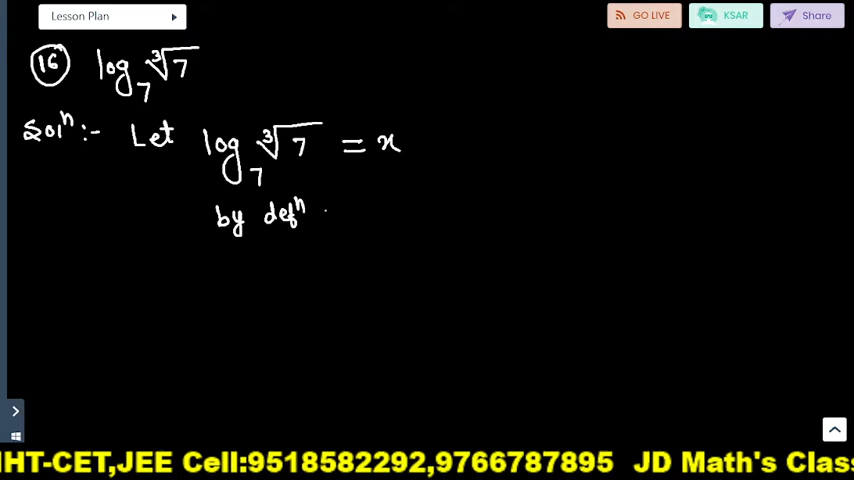 Lesson Plan
GO LIVE
KSAR
Share
16 log₇ ∛7
Solⁿ:- Let log₇ ∛7 = x
by defⁿ
HT-CET,JEE Cell:9518582292,9766787895 JD Math's Class